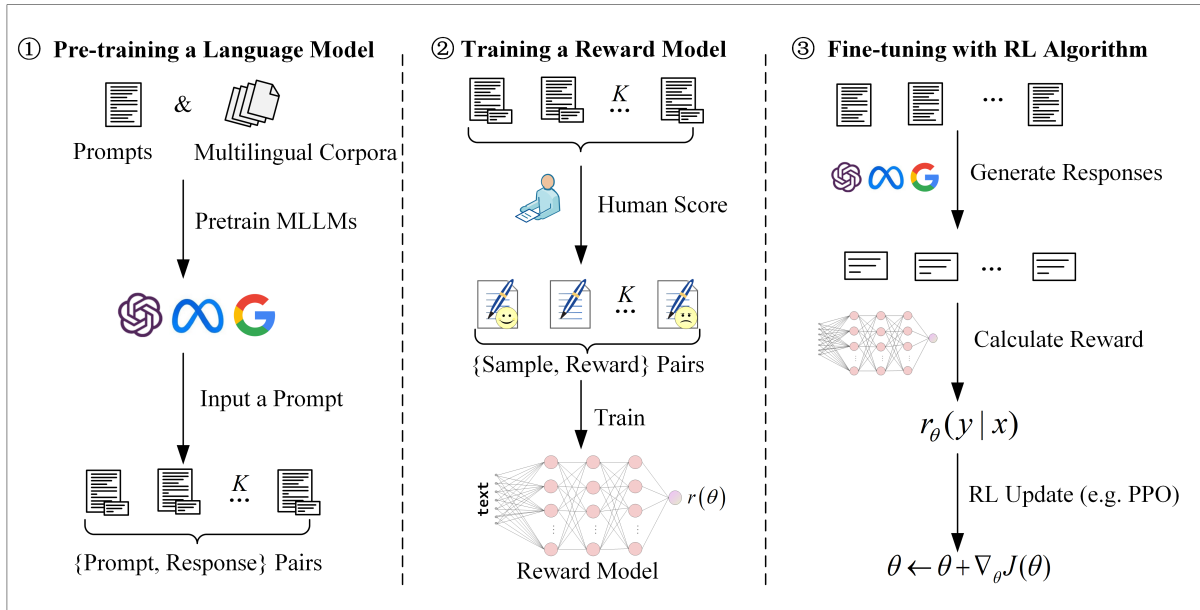 ① Pre-training a Language Model
&
Prompts
Multilingual Corpora
Pretrain MLLMs
Input a Prompt
K
...
{Prompt, Response} Pairs
② Training a Reward Model
K
...
Human Score
K
...
{Sample, Reward} Pairs
Train
text
r(θ)
Reward Model
③ Fine-tuning with RL Algorithm
...
Generate Responses
...
Calculate Reward
r_θ(y | x)
RL Update (e.g. PPO)
θ ← θ + ∇_θ J(θ)